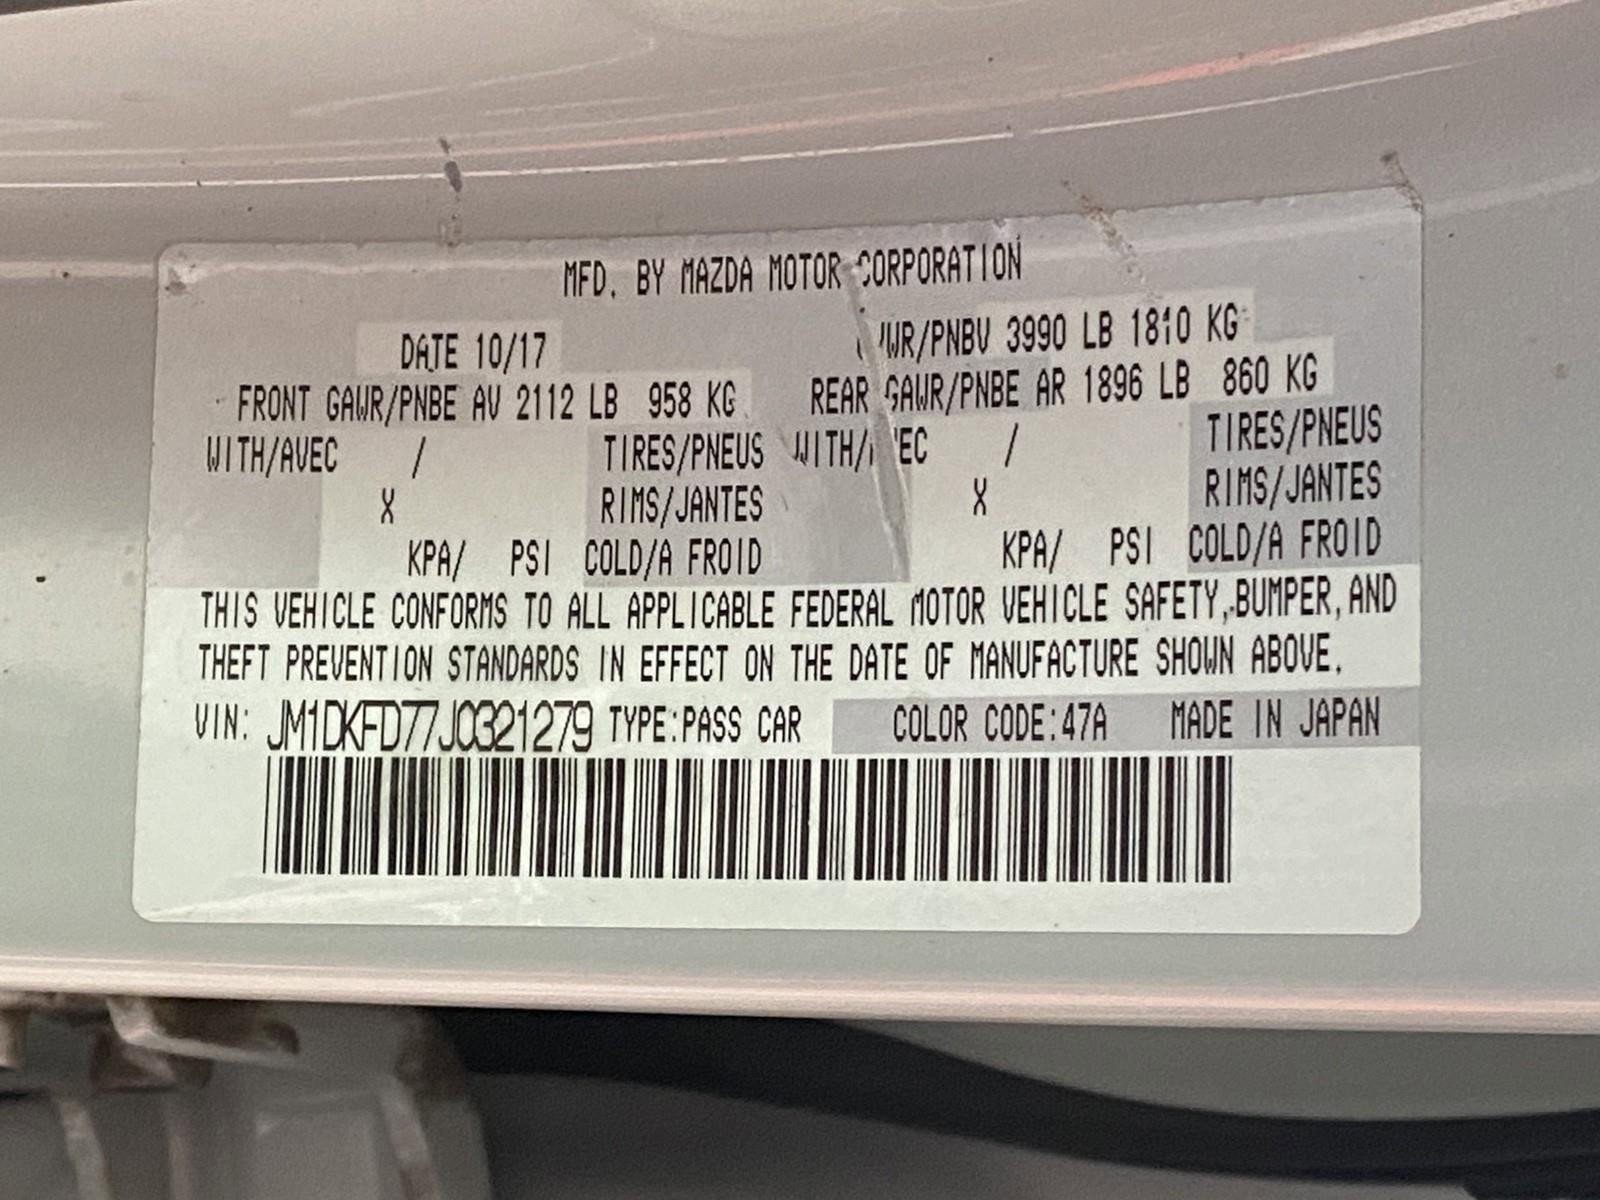 MFD. BY MAZDA MOTOR CORPORATION
DATE 10/17 GVWR/PNBV 3990 LB 1810 KG
FRONT GAWR/PNBE AV 2112 LB 958 KG REAR GAWR/PNBE AR 1896 LB 860 KG
WITH/AVEC / TIRES/PNEUS WITH/AVEC / TIRES/PNEUS
X RIMS/JANTES X RIMS/JANTES
KPA/ PSI COLD/A FROID KPA/ PSI COLD/A FROID
THIS VEHICLE CONFORMS TO ALL APPLICABLE FEDERAL MOTOR VEHICLE SAFETY, BUMPER, AND
THEFT PREVENTION STANDARDS IN EFFECT ON THE DATE OF MANUFACTURE SHOWN ABOVE.
VIN: JM1DKFD77J0321279 TYPE:PASS CAR COLOR CODE:47A MADE IN JAPAN